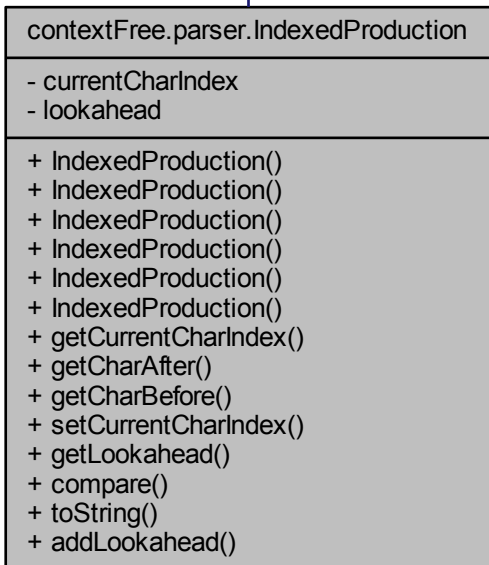 contextFree.parser.IndexedProduction
- currentCharIndex
- lookahead
+ IndexedProduction()
+ IndexedProduction()
+ IndexedProduction()
+ IndexedProduction()
+ IndexedProduction()
+ IndexedProduction()
+ getCurrentCharIndex()
+ getCharAfter()
+ getCharBefore()
+ setCurrentCharIndex()
+ getLookahead()
+ compare()
+ toString()
+ addLookahead()